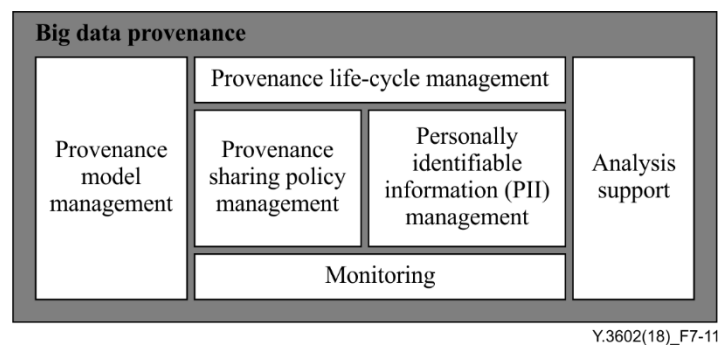 Big data provenance
Provenance
model
management
Provenance life-cycle management
Provenance
sharing policy
management
Personally
identifiable
information (PII)
management
Monitoring
Analysis
support
Y.3602(18)_F7-11